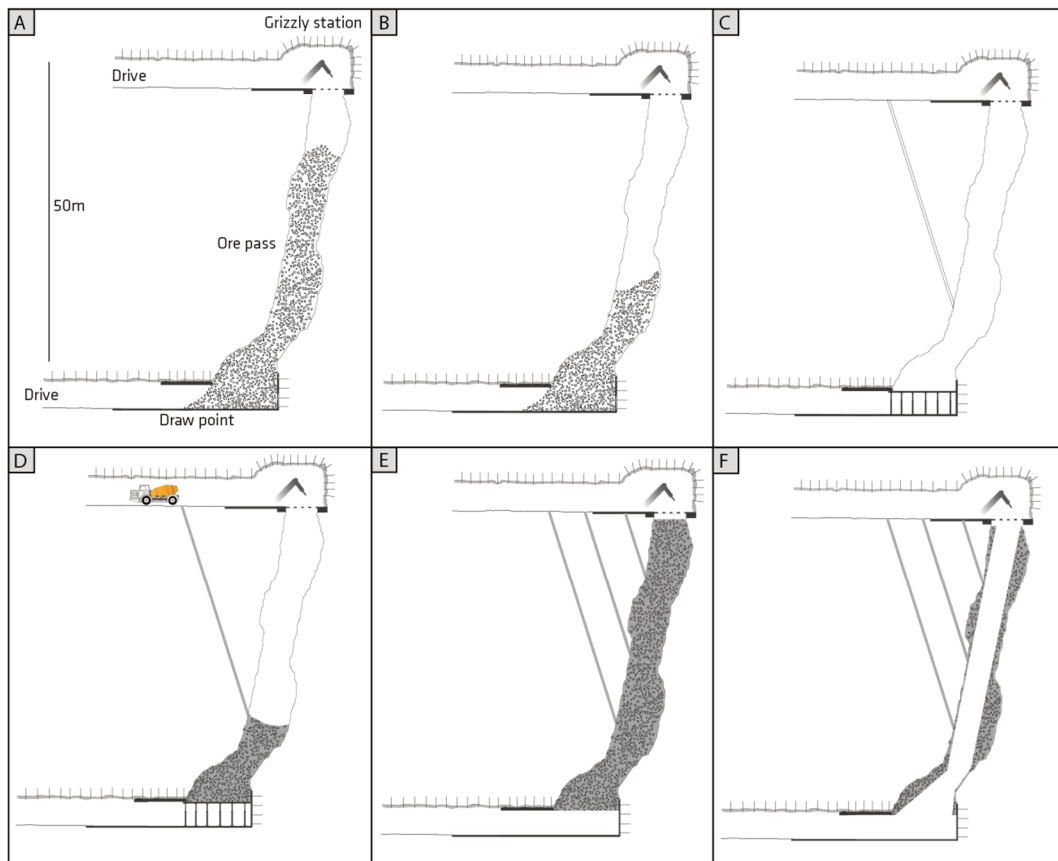 A
Grizzly station
Drive
50m
Ore pass
Drive
Draw point
B
C
D
E
F